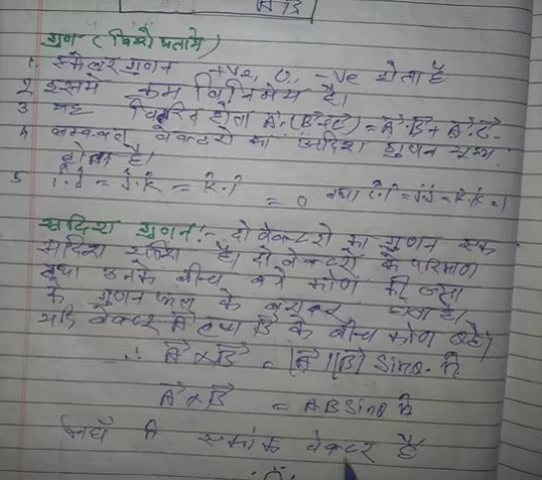 गुण (विशेषताये)
1. स्केलर गुणन +ve, 0, -ve होता है
2 इसमे क्रम विनिमेय है।
3 यह वितरित होता A⃗.(B⃗+C⃗) = A⃗.B⃗ + A⃗.C⃗.
4 लम्बवत वेक्टरो का अदिश गुणन शून्य
होता है।
5 î.ĵ = ĵ.k̂ = k̂.î = 0 तथा î.î = ĵ.ĵ = k̂.k̂ = 1
सदिश गुणन:- दो वेक्टरो का गुणन एक
सदिश राशि है। दो वेक्टरो के परिमाण
तथा उनके बीच बने कोण की ज्या
के गुणनफल के बराबर होता है।
यदि वेक्टर A⃗ तथा B⃗ के बीच कोण θ है।
∴ A⃗ × B⃗ = |A⃗||B⃗| sinθ. n̂
A⃗ × B⃗ = AB sinθ n̂
जहाँ n̂ एकांक वेक्टर है